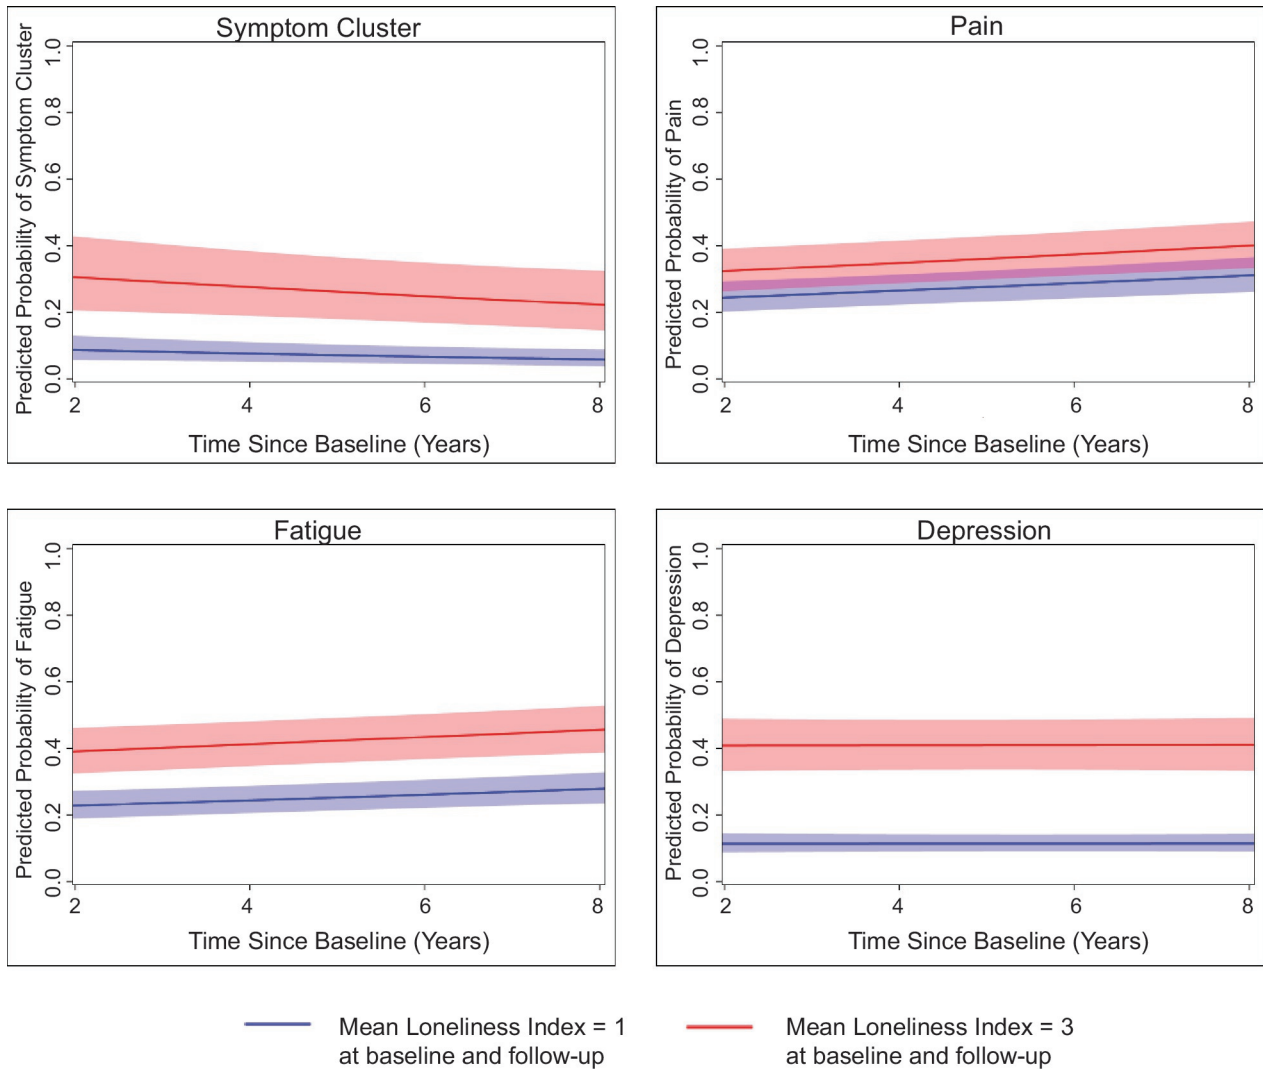 Symptom Cluster
Predicted Probability of Symptom Cluster
1.0
0.8
0.6
0.4
0.2
0.0
2 4 6 8
Time Since Baseline (Years)
Pain
Predicted Probability of Pain
1.0
0.8
0.6
0.4
0.2
0.0
2 4 6 8
Time Since Baseline (Years)
Fatigue
Predicted Probability of Fatigue
1.0
0.8
0.6
0.4
0.2
0.0
2 4 6 8
Time Since Baseline (Years)
Depression
Predicted Probability of Depression
1.0
0.8
0.6
0.4
0.2
0.0
2 4 6 8
Time Since Baseline (Years)
Mean Loneliness Index = 1
at baseline and follow-up
Mean Loneliness Index = 3
at baseline and follow-up